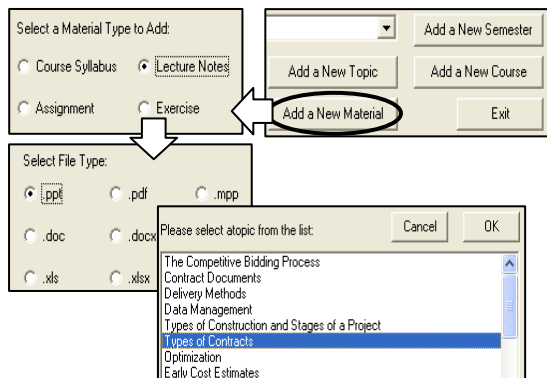 Select a Material Type to Add:
Course Syllabus Lecture Notes
Assignment Exercise
Add a New Semester
Add a New Topic Add a New Course
Add a New Material Exit
Select File Type:
.ppt .pdf .mpp
.doc .docx
.xls .xlsx
Please select atopic from the list: Cancel OK
The Competitive Bidding Process
Contract Documents
Delivery Methods
Data Management
Types of Construction and Stages of a Project
Types of Contracts
Optimization
Early Cost Estimates